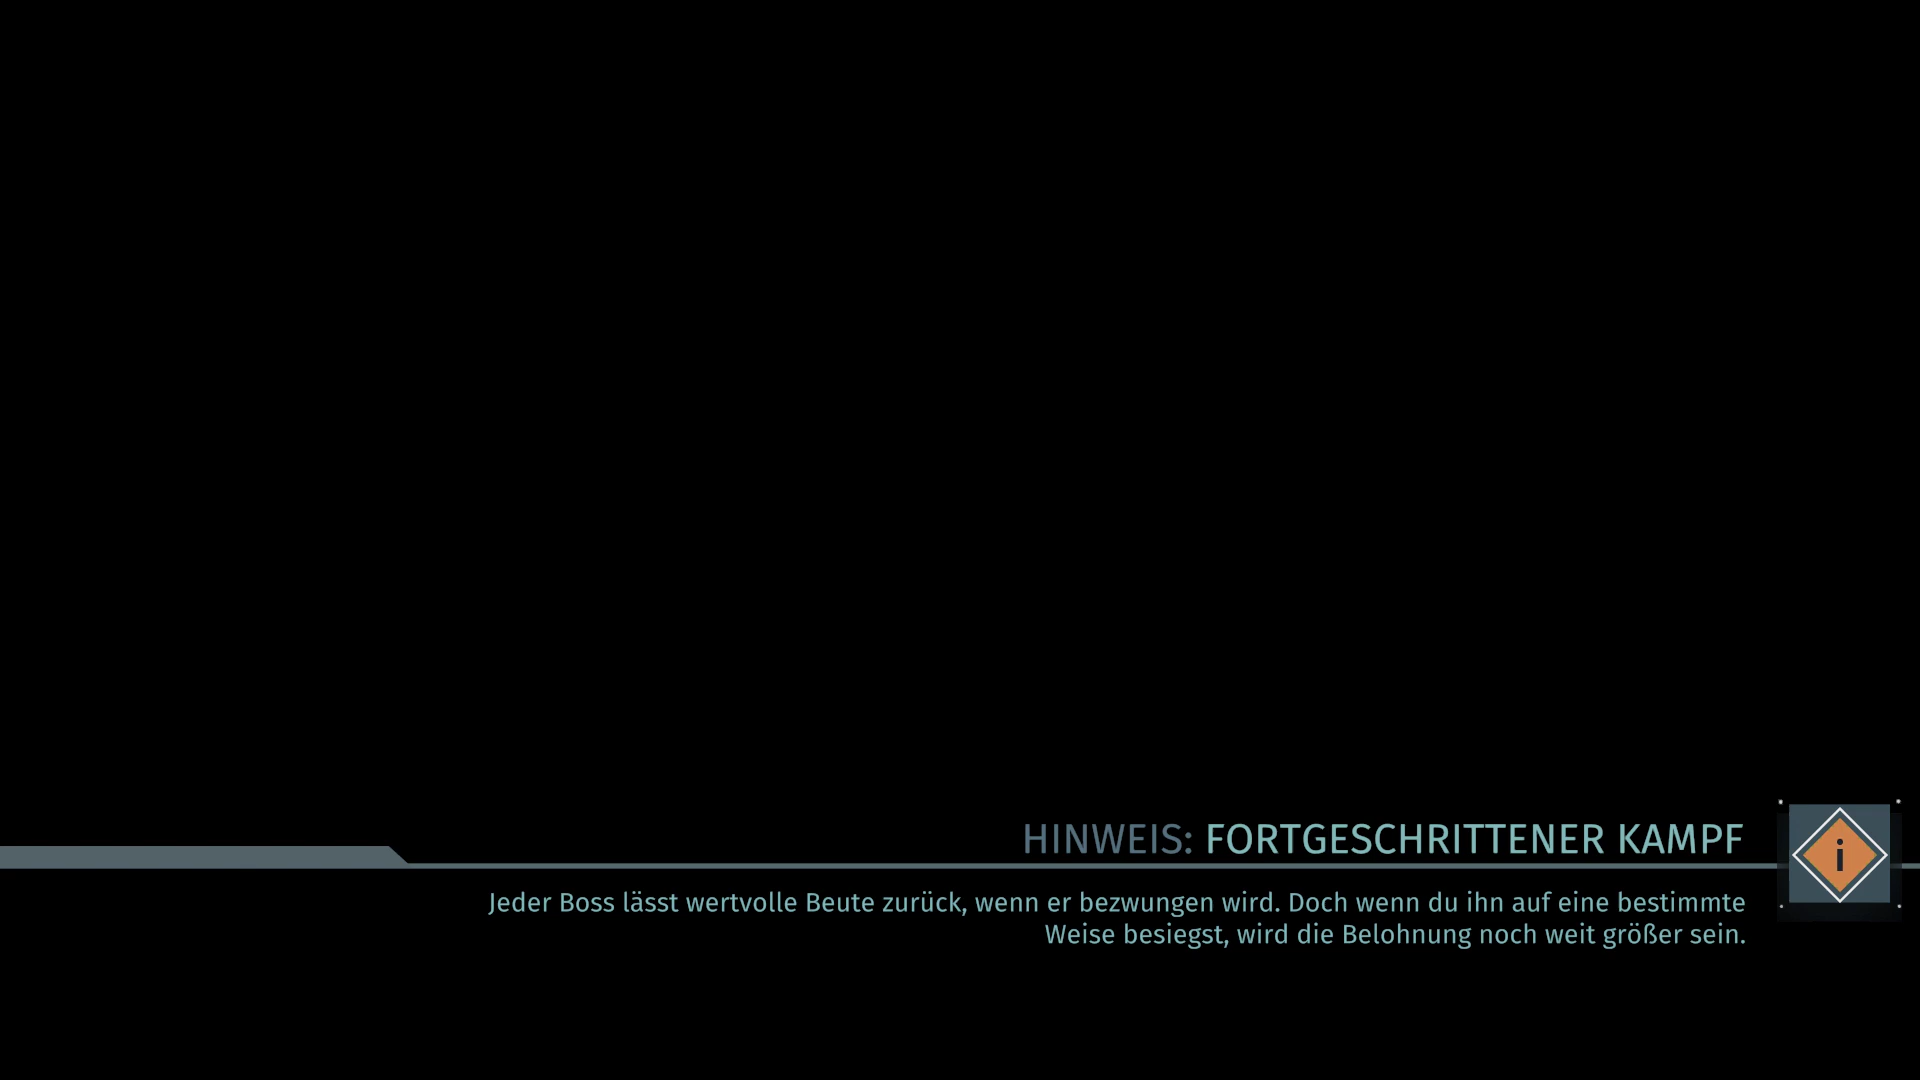 HINWEIS: FORTGESCHRITTENER KAMPF
Jeder Boss lässt wertvolle Beute zurück, wenn er bezwungen wird. Doch wenn du ihn auf eine bestimmte
Weise besiegst, wird die Belohnung noch weit größer sein.
i